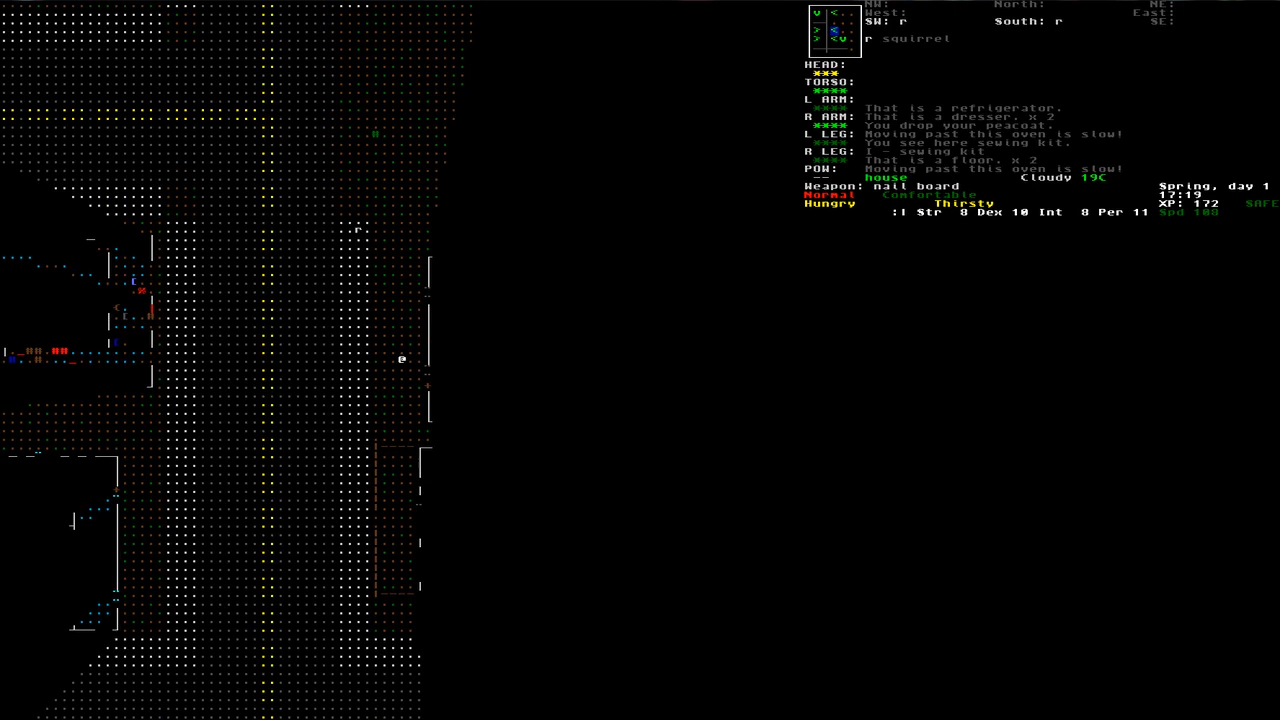 NW: North: NE:
West: East:
SW: r South: r SE:
r squirrel
HEAD:
***
TORSO:
****
L ARM:
****
That is a refrigerator.
R ARM: That is a dresser. x 2
**** You drop your peacoat.
L LEG: Moving past this oven is slow!
**** You see here sewing kit.
R LEG: I - sewing kit
**** That is a floor. x 2
POW: Moving past this oven is slow!
-- house Cloudy 19C
Weapon: nail board Spring, day 1
Normal Comfortable 17:19
Hungry Thirsty XP: 172 SAFE
:| Str 8 Dex 10 Int 8 Per 11 Spd 108